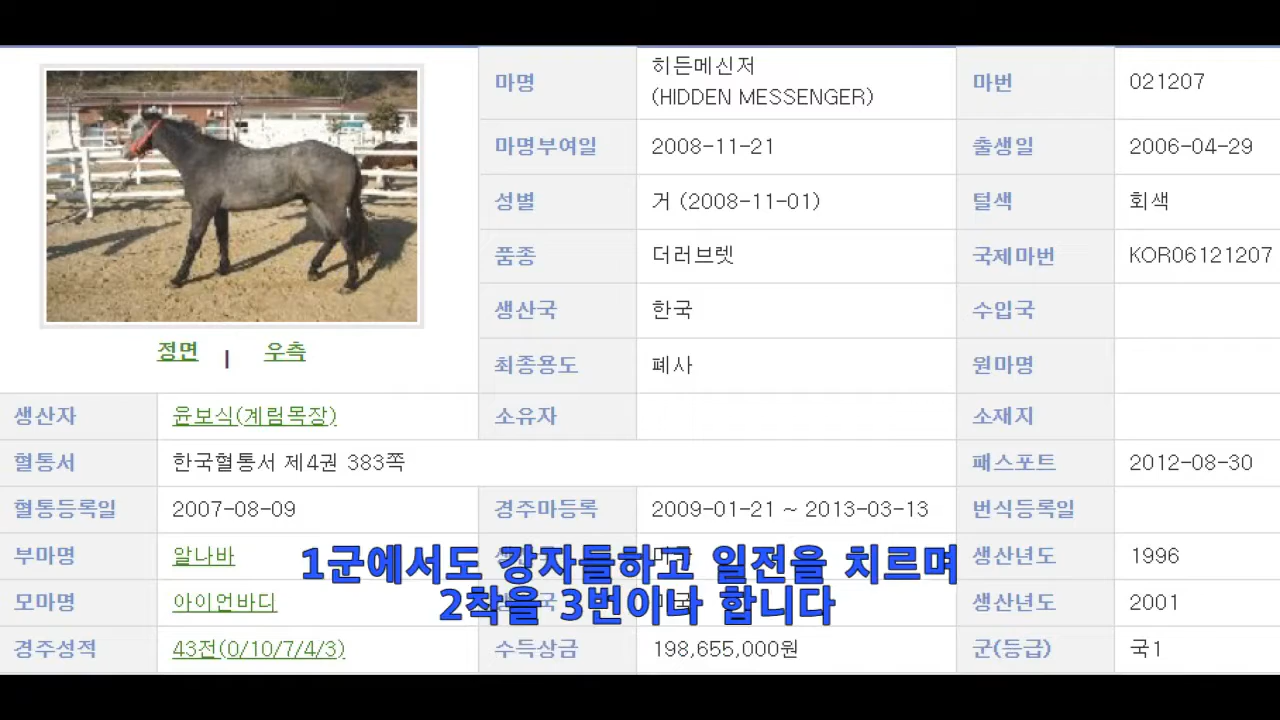 마명
히든메신저
(HIDDEN MESSENGER)
마번
021207
마명부여일
2008-11-21
출생일
2006-04-29
성별
거 (2008-11-01)
털색
회색
품종
더러브렛
국제마번
KOR06121207
생산국
한국
수입국
최종용도
폐사
원마명
정면 | 우측
생산자
윤보식(계림목장)
소유자
소재지
혈통서
한국혈통서 제4권 383쪽
패스포트
2012-08-30
혈통등록일
2007-08-09
경주마등록
2009-01-21 ~ 2013-03-13
번식등록일
부마명
알나바
생산년도
1996
모마명
아이언바디
생산년도
2001
1군에서도 강자들하고 일전을 치르며
2착을 3번이나 합니다
경주성적
43전(0/10/7/4/3)
수득상금
198,655,000원
군(등급)
국1